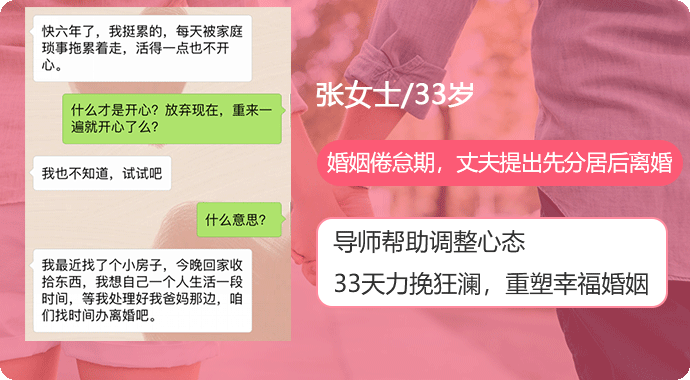 快六年了，我挺累的，每天被家庭
琐事拖累着走，活得一点也不开
心。
什么才是开心？放弃现在，重来一
遍就开心了么？
我也不知道，试试吧
什么意思？
我最近找了个小房子，今晚回家收
拾东西，我想自己一个人生活一段
时间，等我处理好我爸妈那边，咱
们找时间办离婚吧。
张女士/33岁
婚姻倦怠期，丈夫提出先分居后离婚
导师帮助调整心态
33天力挽狂澜，重塑幸福婚姻